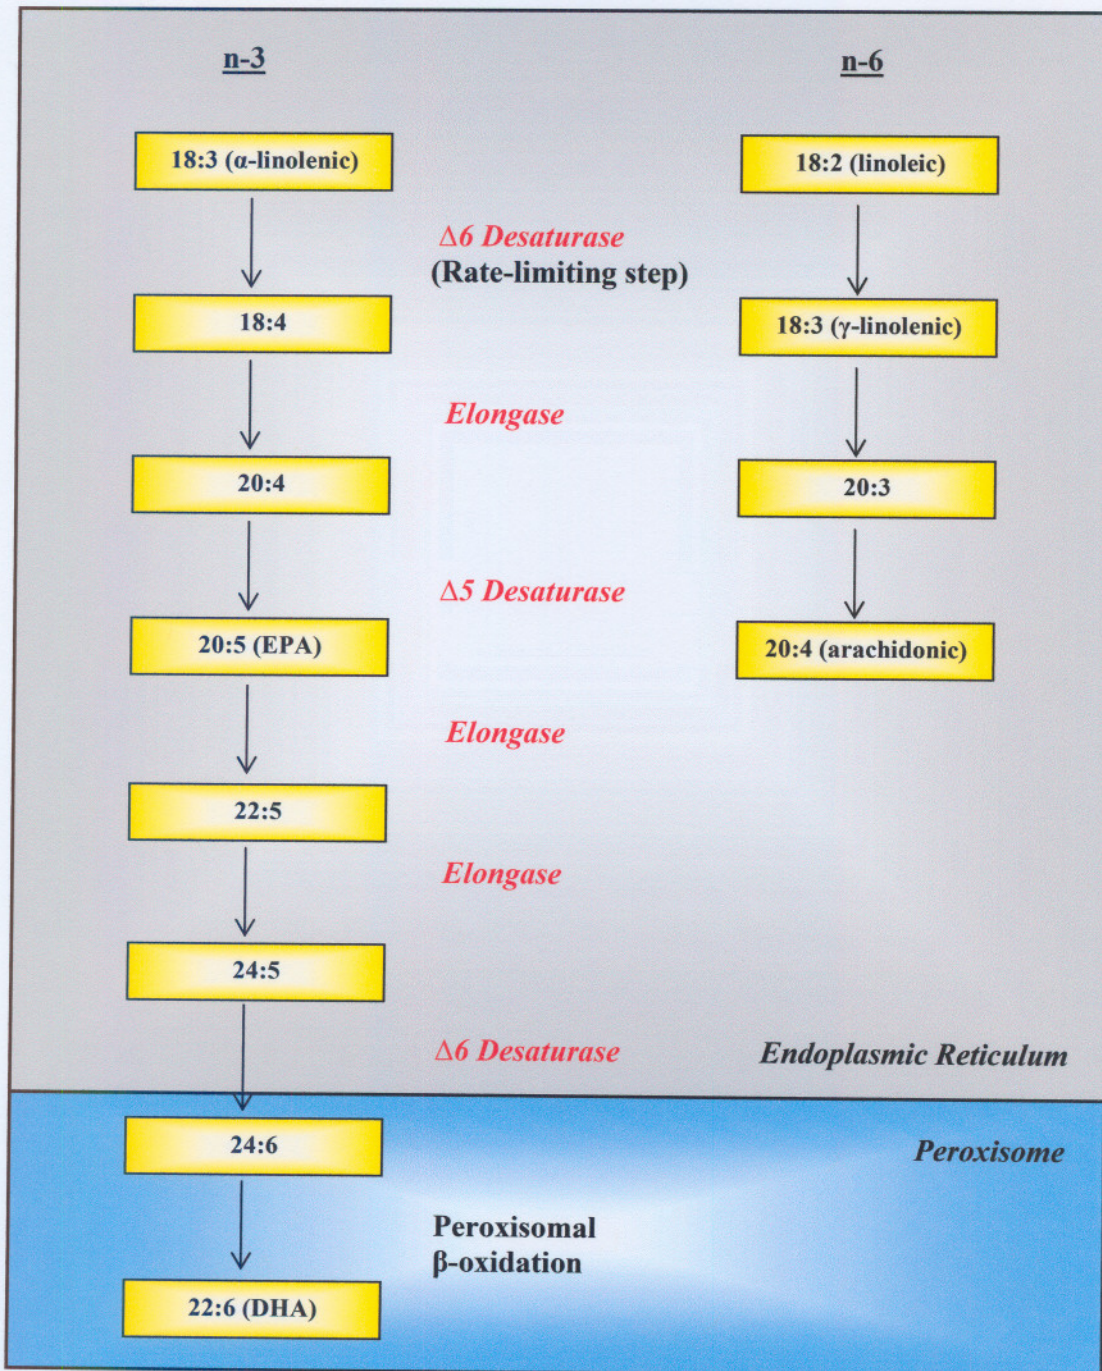 n-3
n-6
18:3 (α-linolenic)
18:2 (linoleic)
Δ6 Desaturase
(Rate-limiting step)
18:4
18:3 (γ-linolenic)
Elongase
20:4
20:3
Δ5 Desaturase
20:5 (EPA)
20:4 (arachidonic)
Elongase
22:5
Elongase
24:5
Δ6 Desaturase
Endoplasmic Reticulum
24:6
Peroxisome
Peroxisomal
β-oxidation
22:6 (DHA)